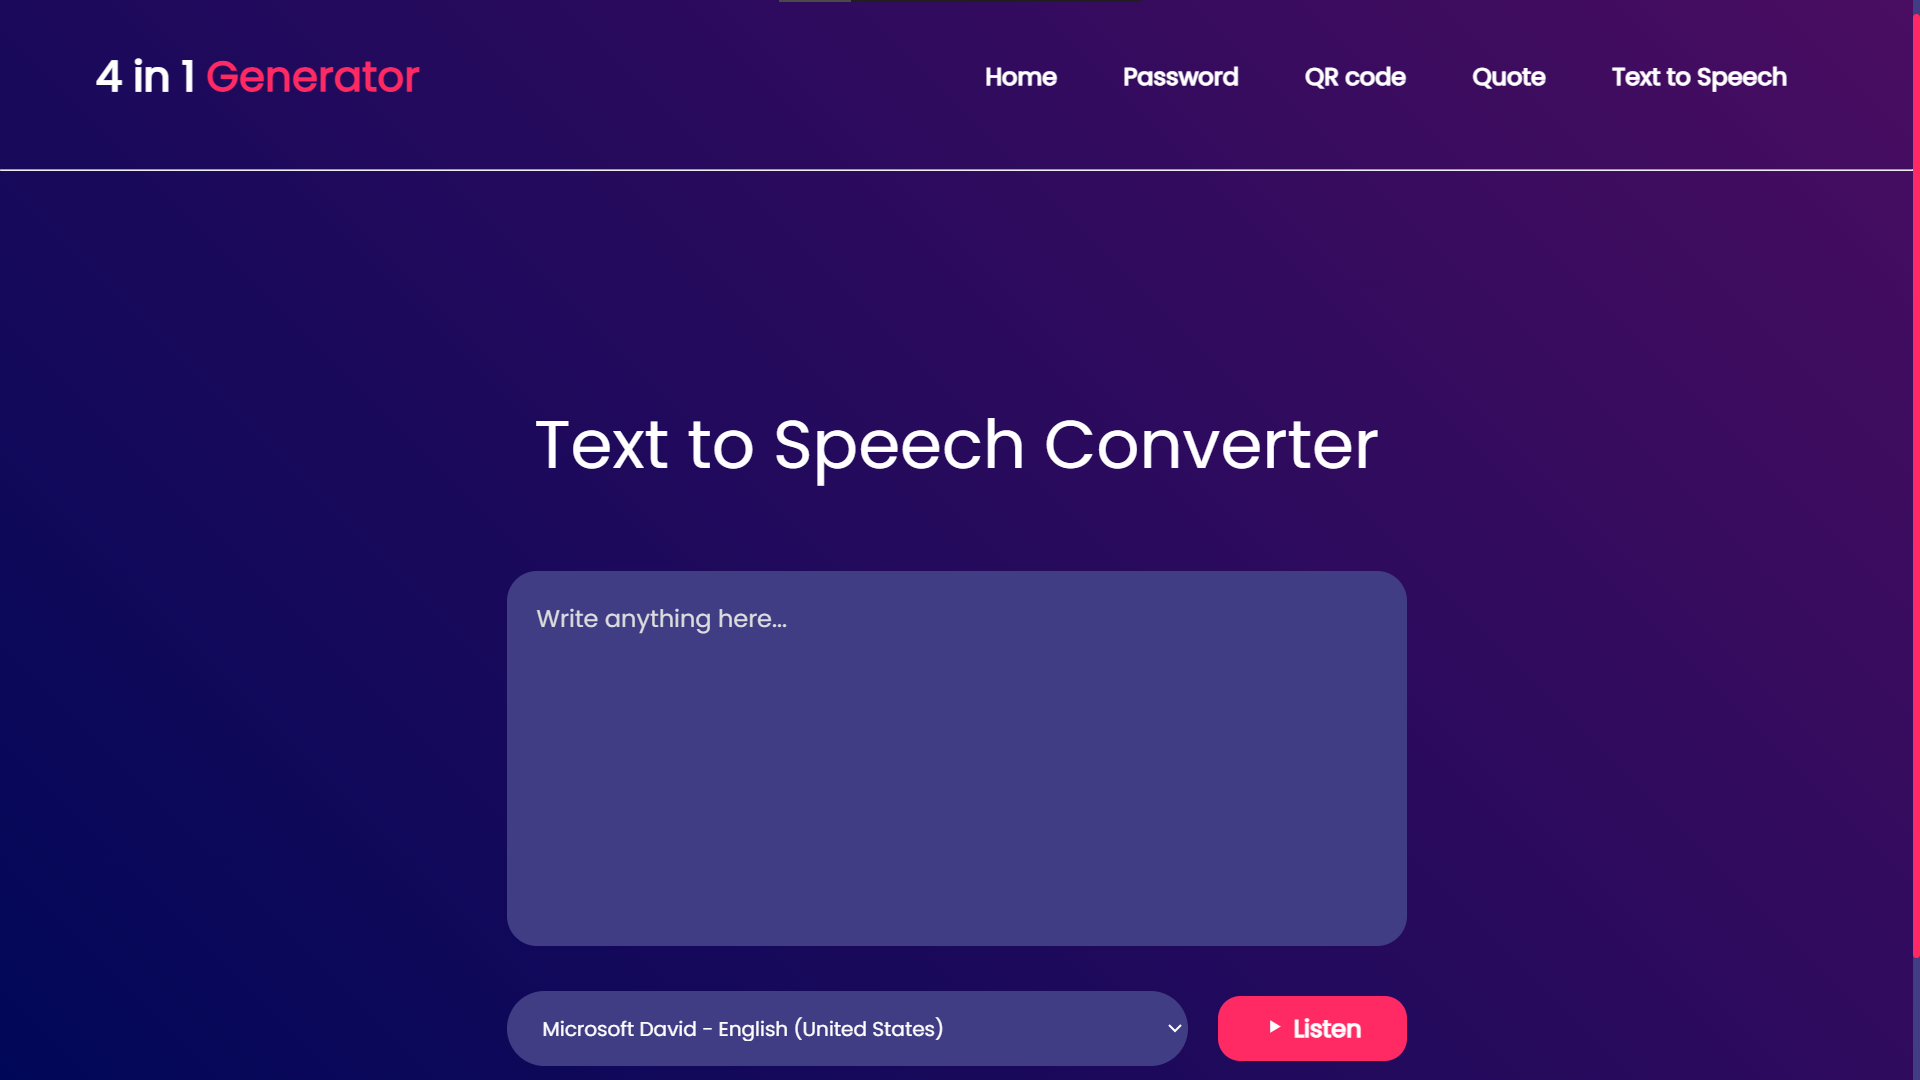 4 in 1 Generator
Home Password QR code Quote Text to Speech
Text to Speech Converter
Write anything here...
Microsoft David - English (United States)
Listen